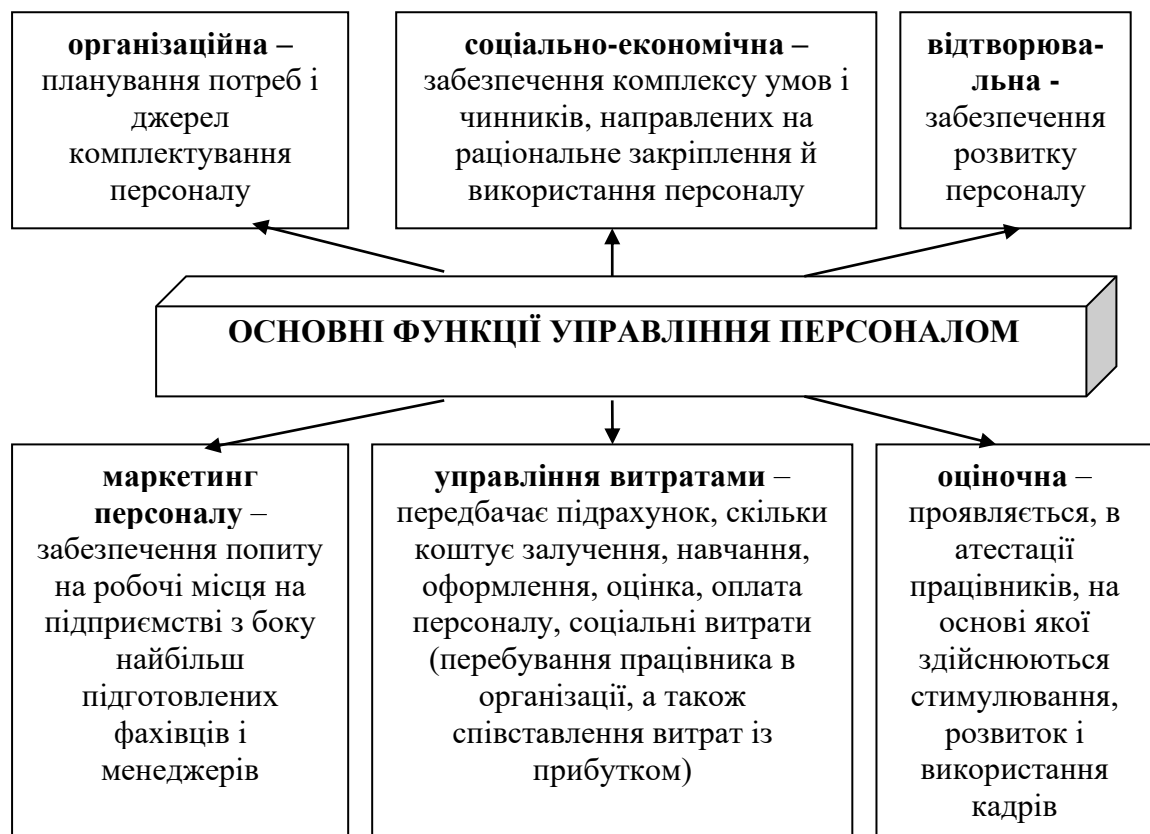 організаційна –
планування потреб і
джерел
комплектування
персоналу
соціально-економічна –
забезпечення комплексу умов і
чинників, направлених на
раціональне закріплення й
використання персоналу
відтворюва-
льна -
забезпечення
розвитку
персоналу
ОСНОВНІ ФУНКЦІЇ УПРАВЛІННЯ ПЕРСОНАЛОМ
маркетинг
персоналу –
забезпечення попиту
на робочі місця на
підприємстві з боку
найбільш
підготовлених
фахівців і
менеджерів
управління витратами –
передбачає підрахунок, скільки
коштує залучення, навчання,
оформлення, оцінка, оплата
персоналу, соціальні витрати
(перебування працівника в
організації, а також
співставлення витрат із
прибутком)
оціночна –
проявляється, в
атестації
працівників, на
основі якої
здійснюються
стимулювання,
розвиток і
використання
кадрів